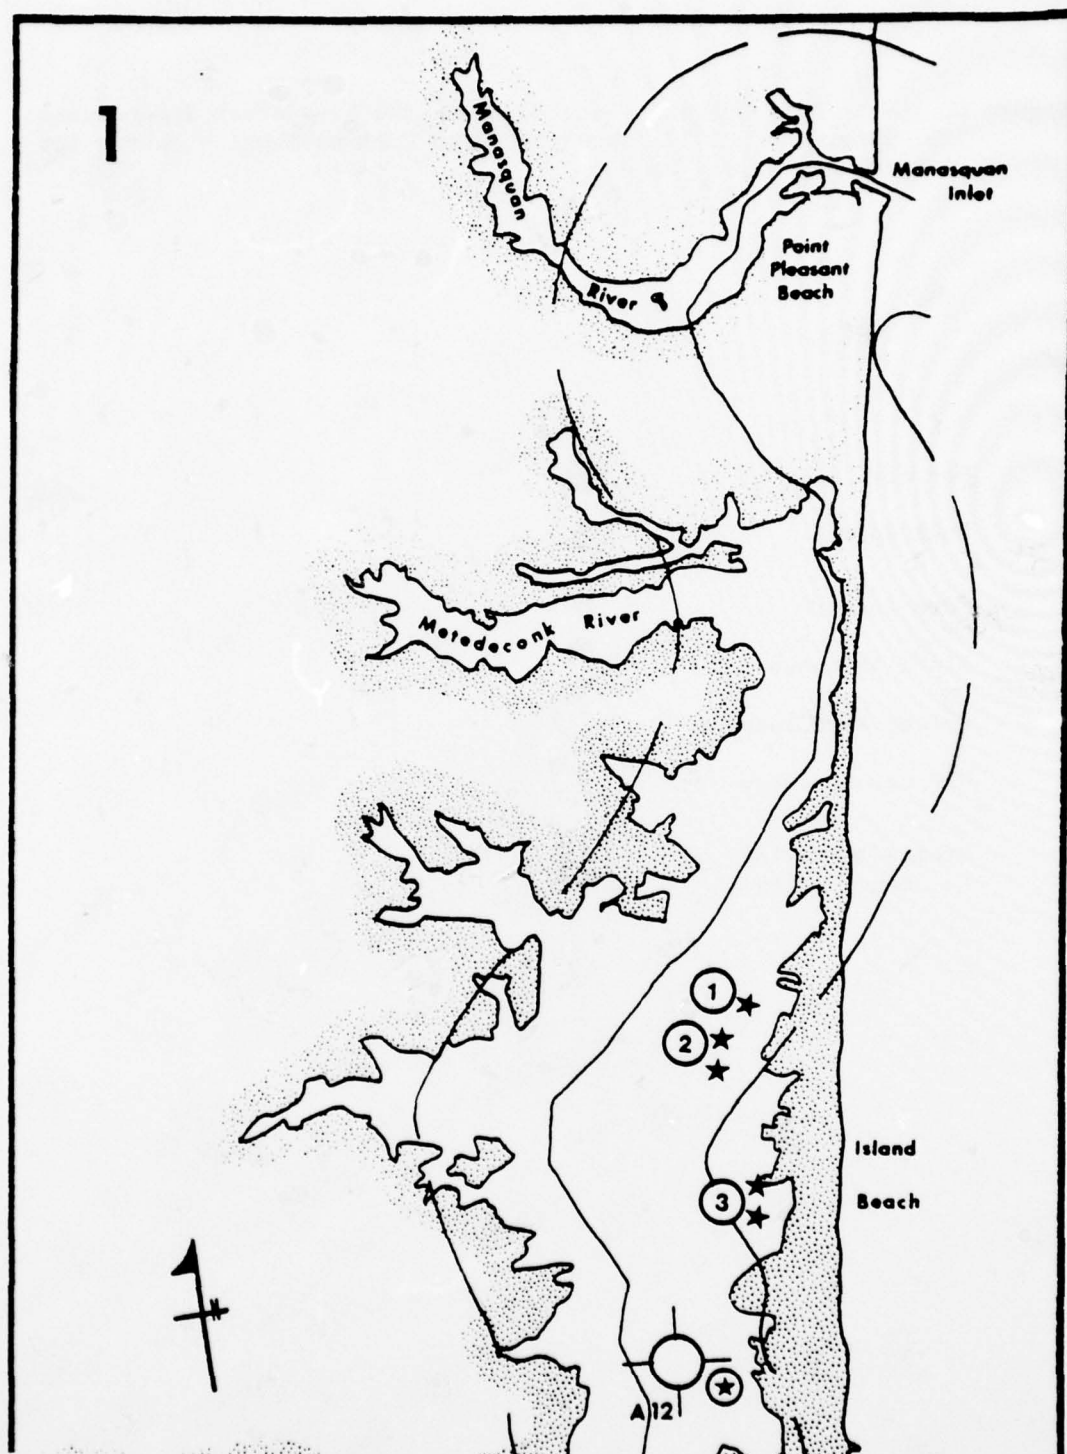 1
Manasquan
River
Manasquan
Inlet
Point
Pleasant
Beach
Metedeconk River
1
2
3
Island
Beach
A 12